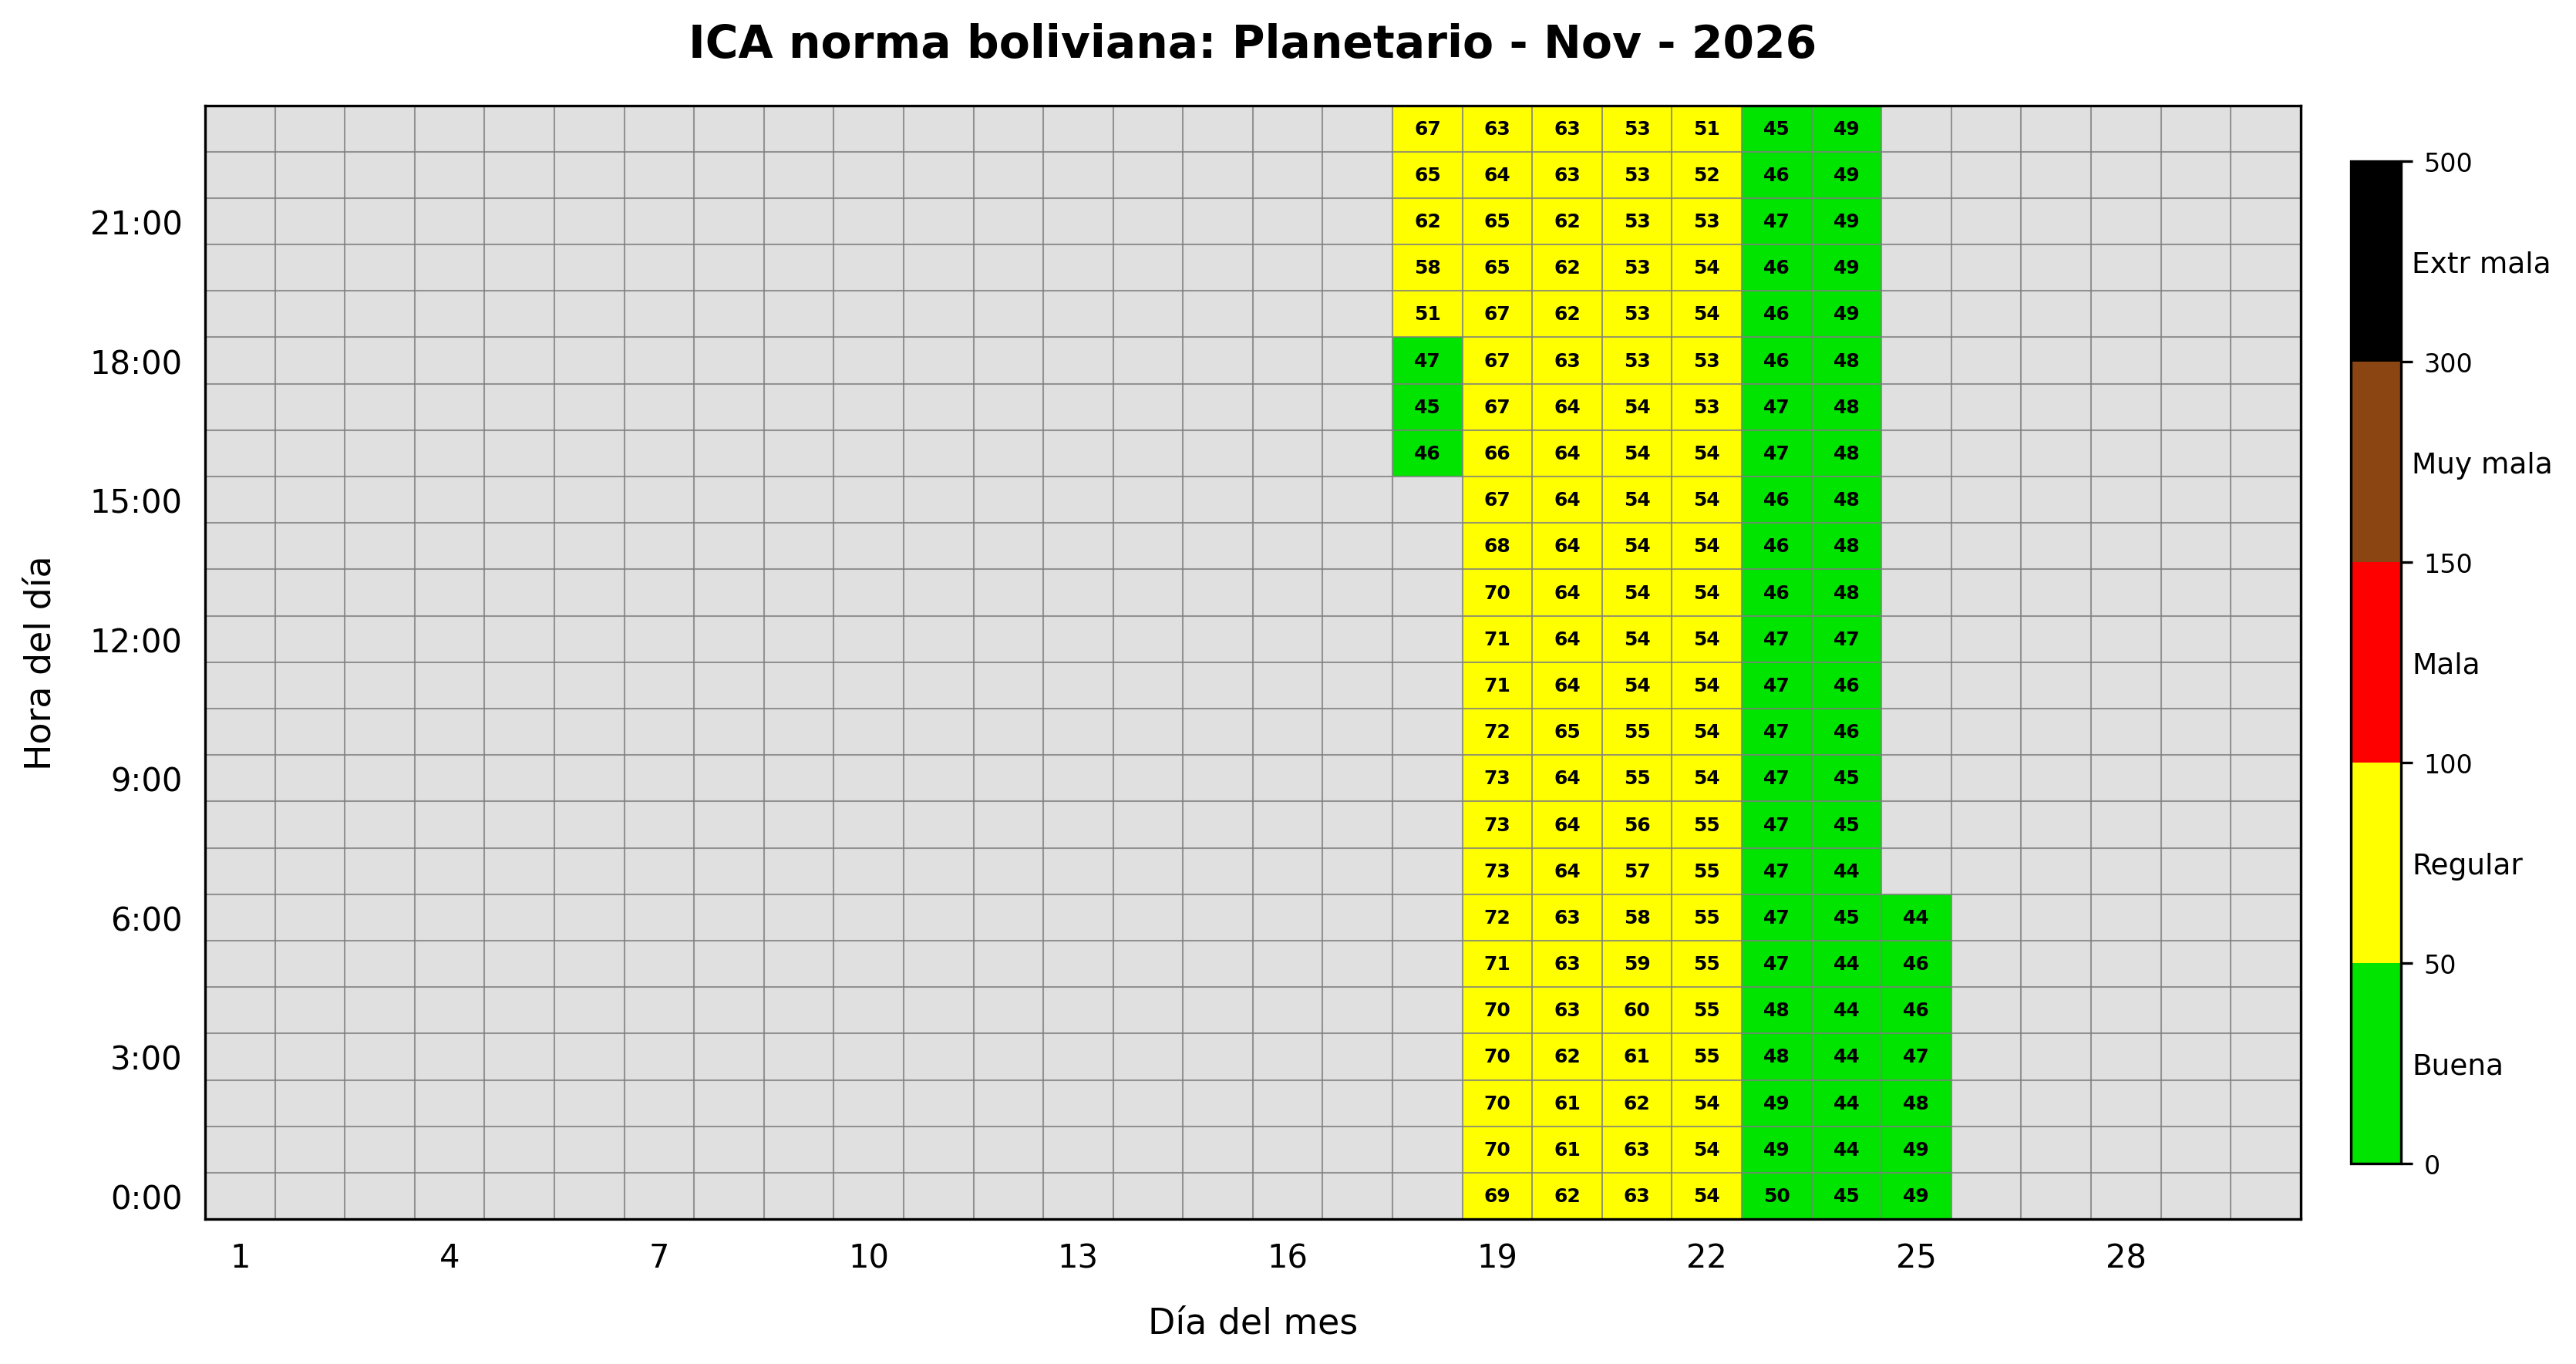 ICA norma boliviana: Planetario - Nov - 2026
67 63 63 53 51 45 49
65 64 63 53 52 46 49
21:00 62 65 62 53 53 47 49
58 65 62 53 54 46 49
51 67 62 53 54 46 49
18:00 47 67 63 53 53 46 48
45 67 64 54 53 47 48
46 66 64 54 54 47 48
15:00 67 64 54 54 46 48
68 64 54 54 46 48
70 64 54 54 46 48
12:00 71 64 54 54 47 47
71 64 54 54 47 46
72 65 55 54 47 46
9:00 73 64 55 54 47 45
73 64 56 55 47 45
73 64 57 55 47 44
6:00 72 63 58 55 47 45 44
71 63 59 55 47 44 46
70 63 60 55 48 44 46
3:00 70 62 61 55 48 44 47
70 61 62 54 49 44 48
70 61 63 54 49 44 49
0:00 69 62 63 54 50 45 49
1 4 7 10 13 16 19 22 25 28
Día del mes
Hora del día
500
Extr mala
300
Muy mala
150
Mala
100
Regular
50
Buena
0